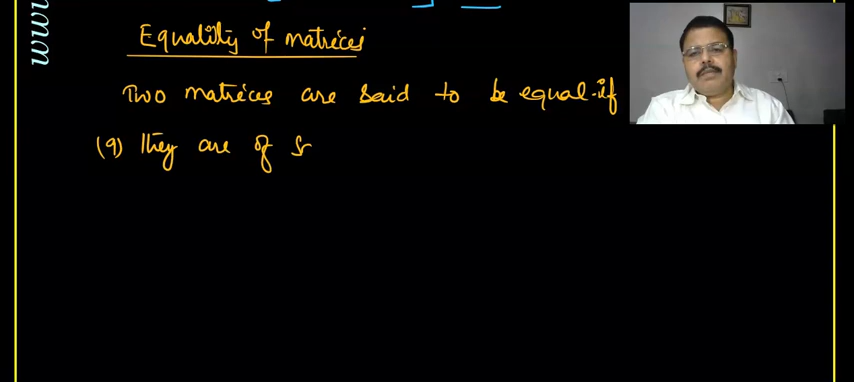 Equality of matrices
Two matrices are said to be equal if
(a) They are of